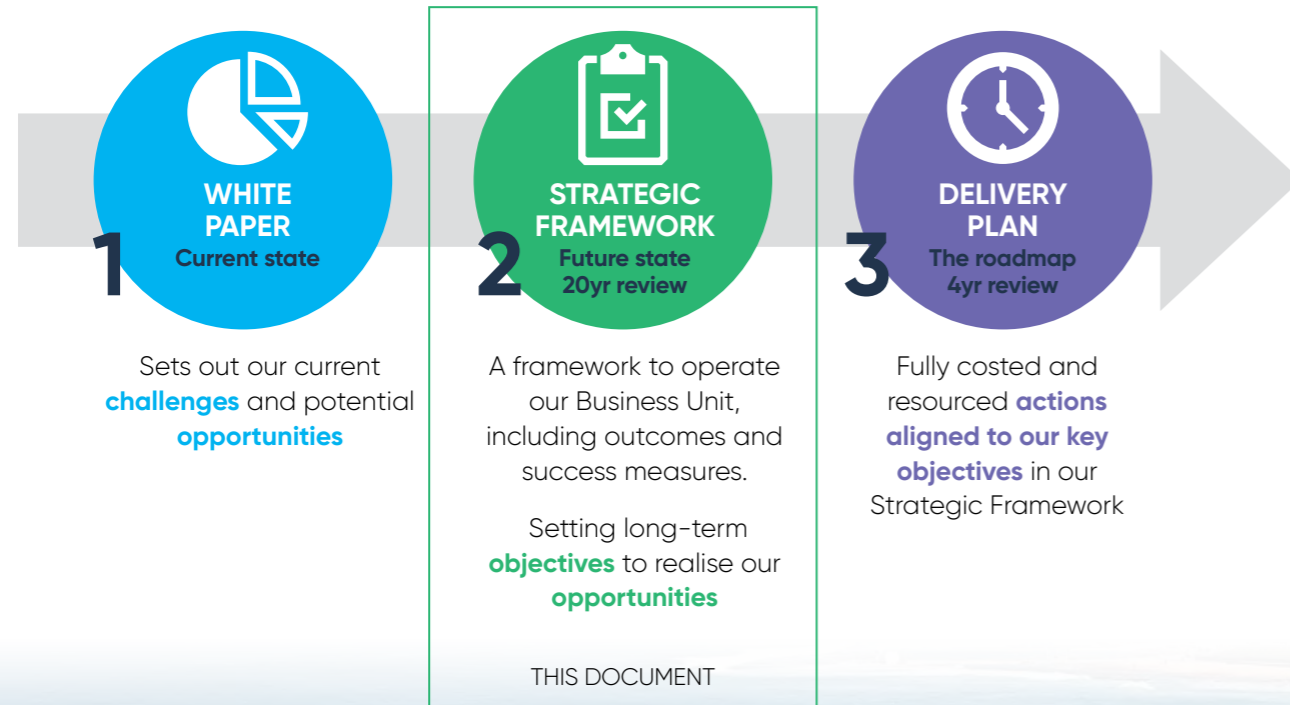 1
WHITE
PAPER
Current state
Sets out our current
challenges and potential
opportunities
2
STRATEGIC
FRAMEWORK
Future state
20yr review
A framework to operate
our Business Unit,
including outcomes and
success measures.
Setting long-term
objectives to realise our
opportunities
THIS DOCUMENT
3
DELIVERY
PLAN
The roadmap
4yr review
Fully costed and
resourced actions
aligned to our key
objectives in our
Strategic Framework